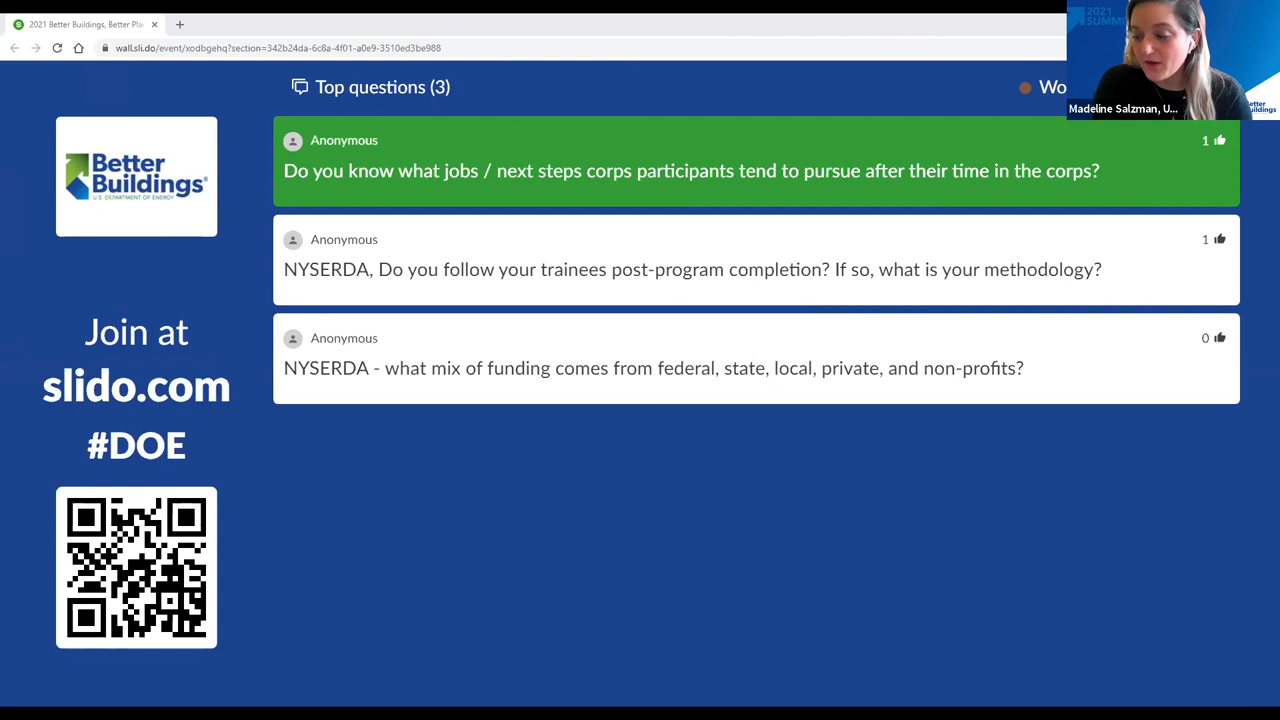 2021 Better Buildings, Better Pla
wall.sli.do/event/xodbgehq?section=342b24da-6c8a-4f01-a0e9-3510ed3be988
2021
SUMM
Madeline Salzman, U...
Better
Buildings
Top questions (3)
Wo
Better
Buildings®
U.S. DEPARTMENT OF ENERGY
Join at
slido.com
#DOE
Anonymous
1
Do you know what jobs / next steps corps participants tend to pursue after their time in the corps?
Anonymous
1
NYSERDA, Do you follow your trainees post-program completion? If so, what is your methodology?
Anonymous
0
NYSERDA - what mix of funding comes from federal, state, local, private, and non-profits?